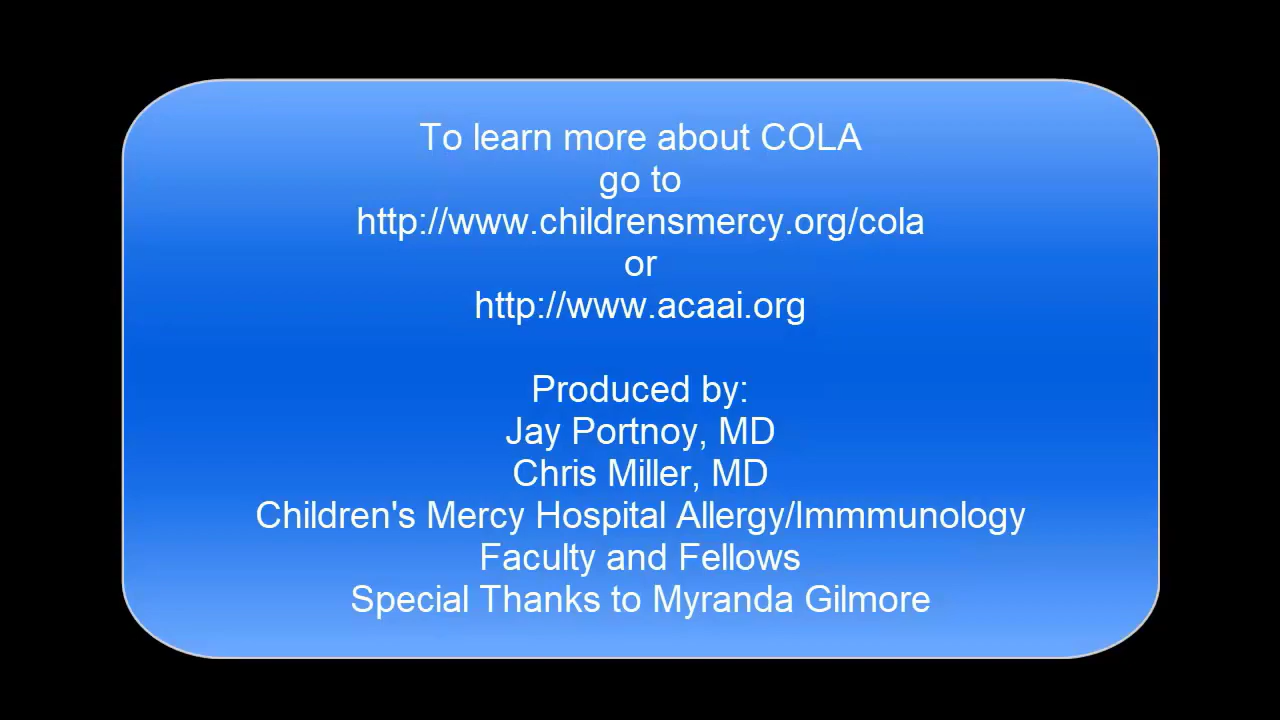 To learn more about COLA
go to
http://www.childrensmercy.org/cola
or
http://www.acaai.org
Produced by:
Jay Portnoy, MD
Chris Miller, MD
Children's Mercy Hospital Allergy/Immmunology
Faculty and Fellows
Special Thanks to Myranda Gilmore